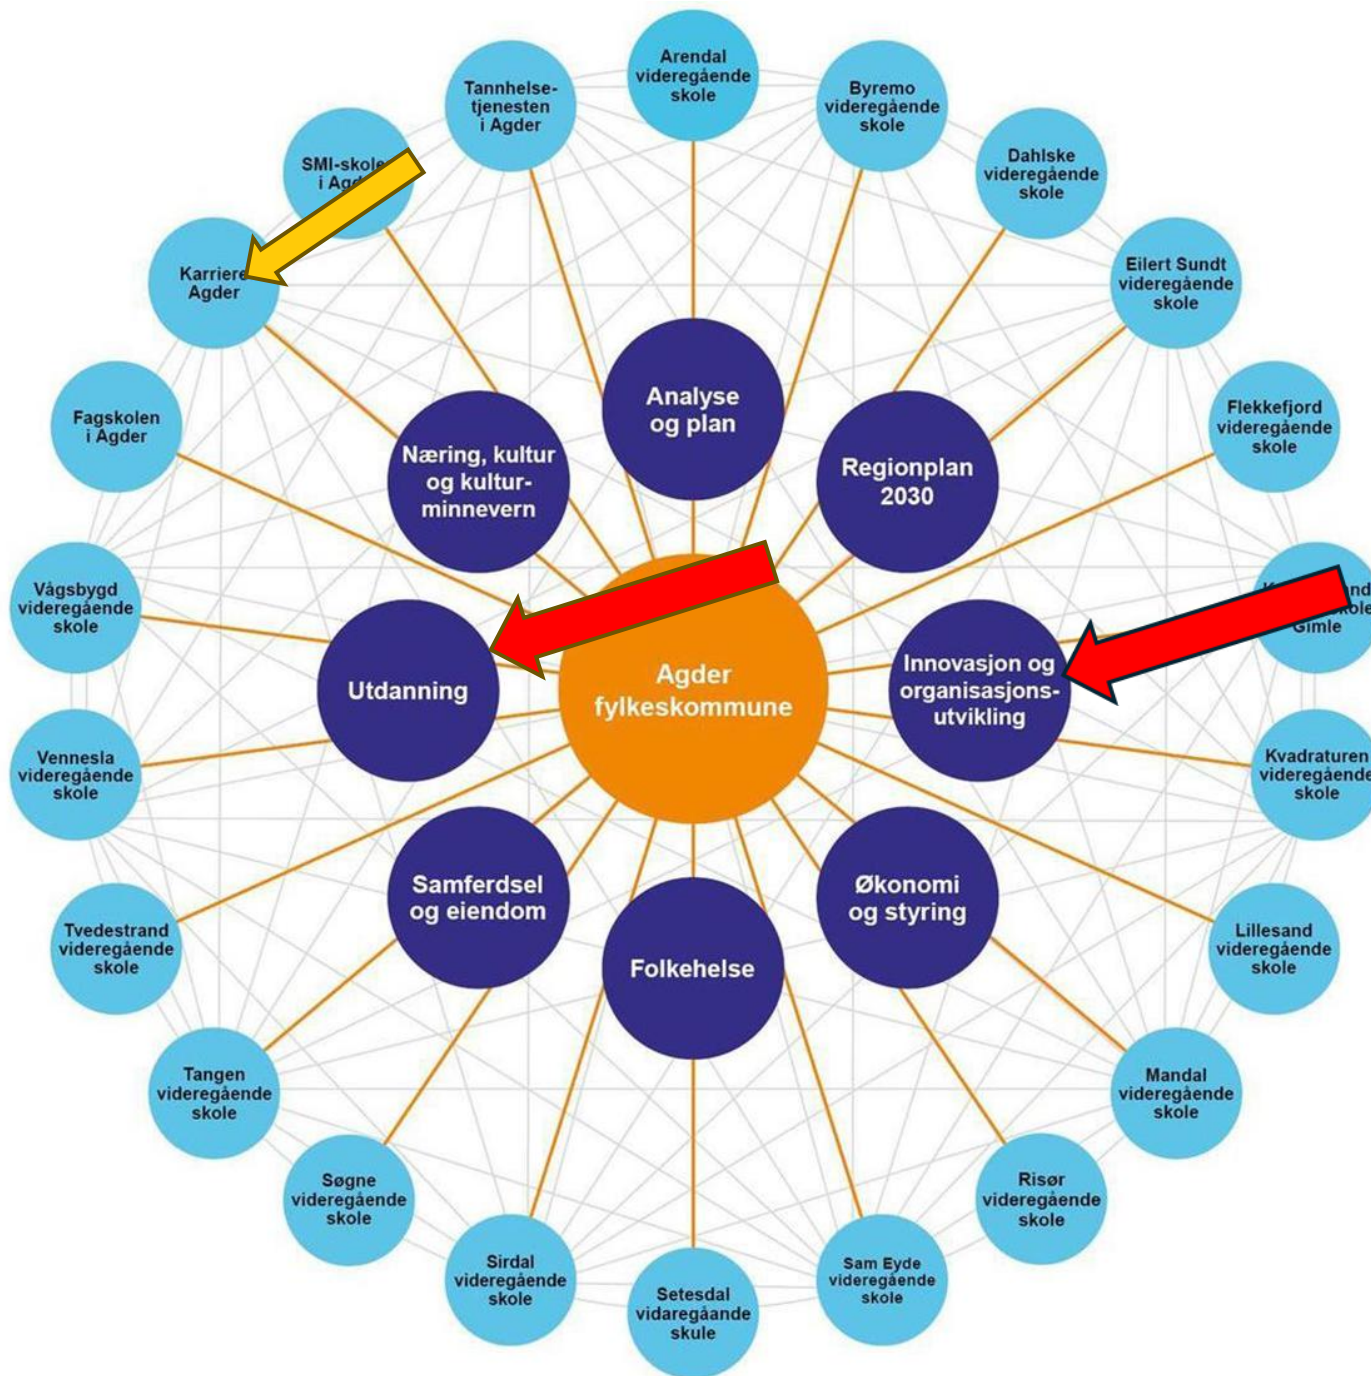 Arendal
videregående
skole
Byremo
videregående
skole
Dahlske
videregående
skole
Eilert Sundt
videregående
skole
Flekkefjord
videregående
skole
Gimle
Kvadraturen
videregående
skole
Lillesand
videregående
skole
Mandal
videregående
skole
Risør
videregående
skole
Sam Eyde
videregående
skole
Setesdal
vidaregåande
skule
Sirdal
videregående
skole
Søgne
videregående
skole
Tangen
videregående
skole
Tvedestrand
videregående
skole
Vennesla
videregående
skole
Vågsbygd
videregående
skole
Fagskolen
i Agder
Karriere
Agder
SMI-skolen
i Agder
Tannhelse-
tjenesten
i Agder
Analyse
og plan
Regionplan
2030
Innovasjon og
organisasjons-
utvikling
Økonomi
og styring
Folkehelse
Samferdsel
og eiendom
Utdanning
Næring, kultur
og kultur-
minnevern
Agder
fylkeskommune